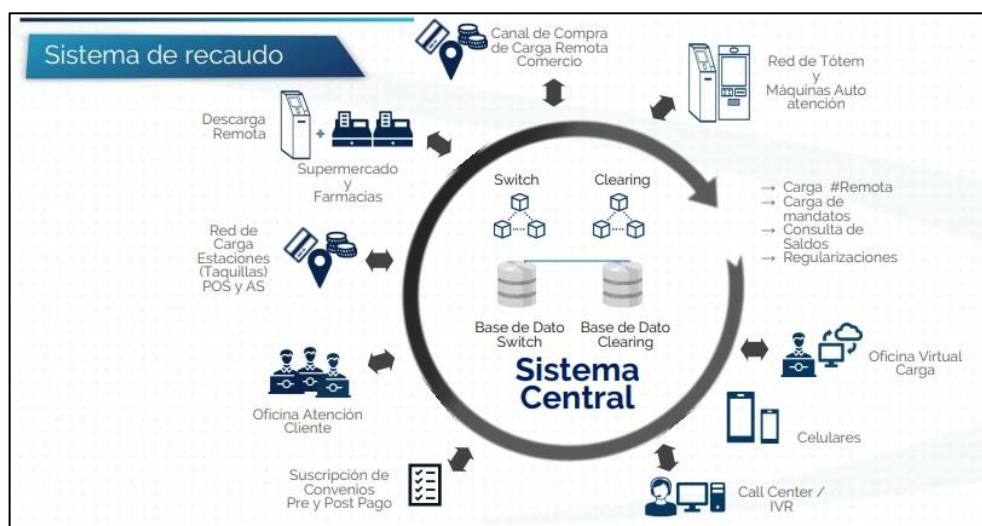 Sistema de recaudo
Canal de Compra
de Carga Remota
Comercio
Red de Tótem
y
Máquinas Auto
atención
Descarga
Remota
+
Supermercado
y
Farmacias
Switch
Clearing
→ Carga #Remota
→ Carga de
mandatos
→ Consulta de
Saldos
→ Regularizaciones
Red de
Carga
Estaciones
(Taquillas)
POS y AS
Base de Dato
Switch
Base de Dato
Clearing
Sistema
Central
Oficina Virtual
Carga
Oficina Atención
Cliente
Celulares
Suscripción de
Convenios
Pre y Post Pago
Call Center /
IVR